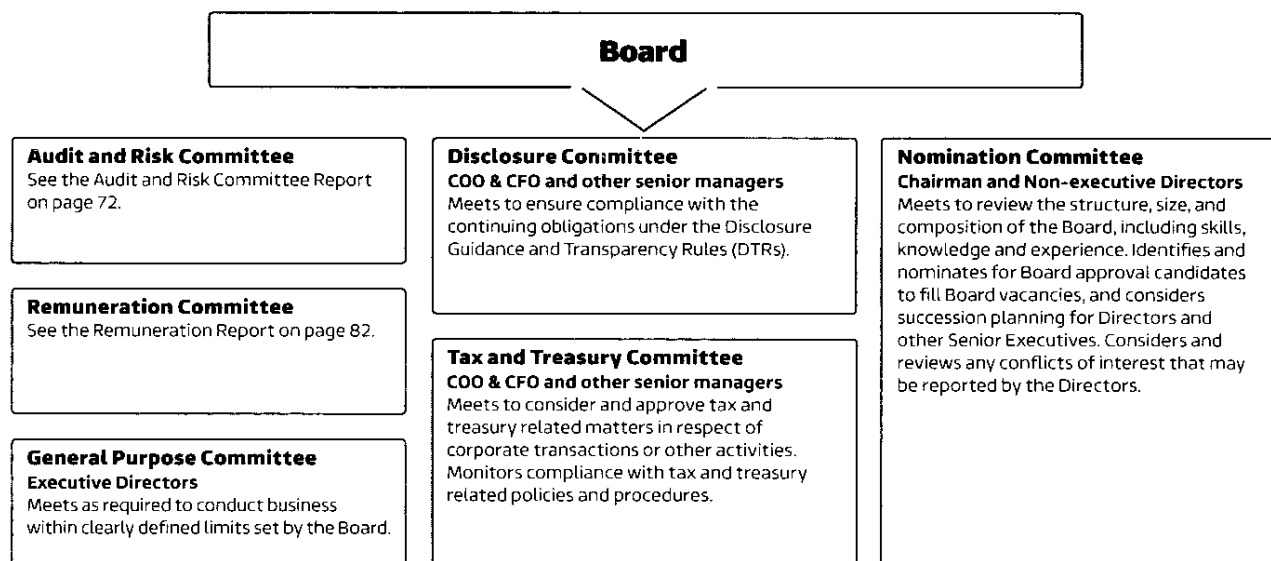 Board
Audit and Risk Committee
See the Audit and Risk Committee Report
on page 72.
Remuneration Committee
See the Remuneration Report on page 82.
General Purpose Committee
Executive Directors
Meets as required to conduct business
within clearly defined limits set by the Board.
Disclosure Committee
COO & CFO and other senior managers
Meets to ensure compliance with the
continuing obligations under the Disclosure
Guidance and Transparency Rules (DTRs).
Tax and Treasury Committee
COO & CFO and other senior managers
Meets to consider and approve tax and
treasury related matters in respect of
corporate transactions or other activities.
Monitors compliance with tax and treasury
related policies and procedures.
Nomination Committee
Chairman and Non-executive Directors
Meets to review the structure, size, and
composition of the Board, including skills,
knowledge and experience. Identifies and
nominates for Board approval candidates
to fill Board vacancies, and considers
succession planning for Directors and
other Senior Executives. Considers and
reviews any conflicts of interest that may
be reported by the Directors.